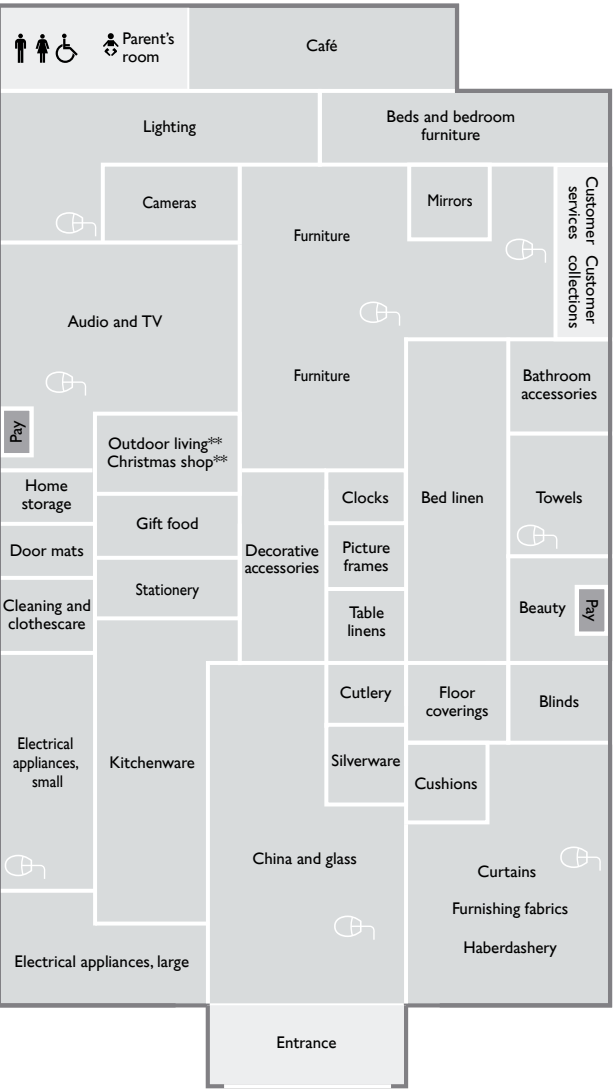 Parent's
room
Café
Lighting
Beds and bedroom
furniture
Cameras
Furniture
Mirrors
Customer
services
Customer
collections
Audio and TV
Furniture
Bathroom
accessories
Pay
Outdoor living**
Christmas shop**
Home
storage
Clocks
Bed linen
Towels
Gift food
Door mats
Decorative
accessories
Picture
frames
Stationery
Cleaning and
clothescare
Table
linens
Beauty
Pay
Cutlery
Floor
coverings
Blinds
Electrical
appliances,
small
Kitchenware
Silverware
Cushions
China and glass
Curtains
Furnishing fabrics
Haberdashery
Electrical appliances, large
Entrance